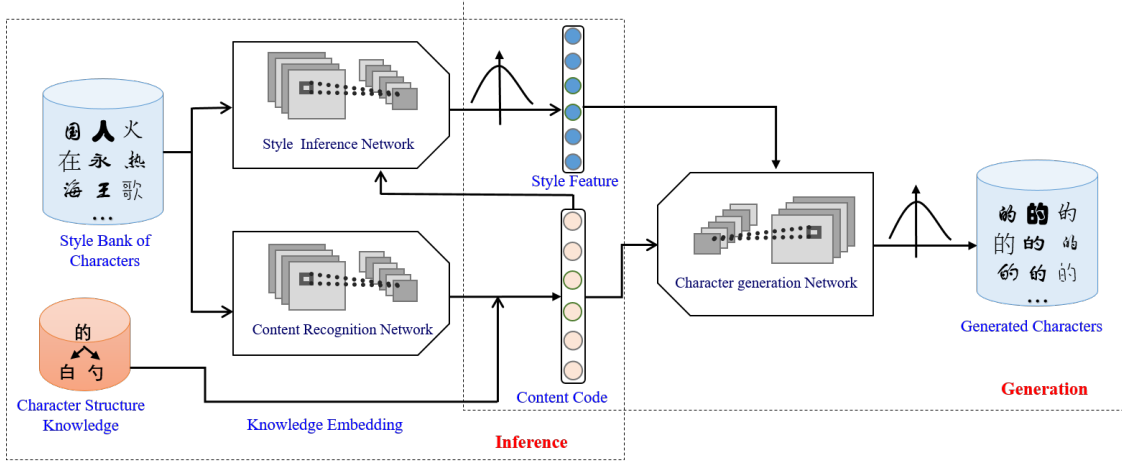 国 人 火
在 永 热
海 王 歌
...
Style Bank of
Characters
的
白 勺
Character Structure
Knowledge
Style Inference Network
Content Recognition Network
Knowledge Embedding
Style Feature
Content Code
Inference
Character generation Network
的 的 的
的 的 的
的 的 的
...
Generated Characters
Generation